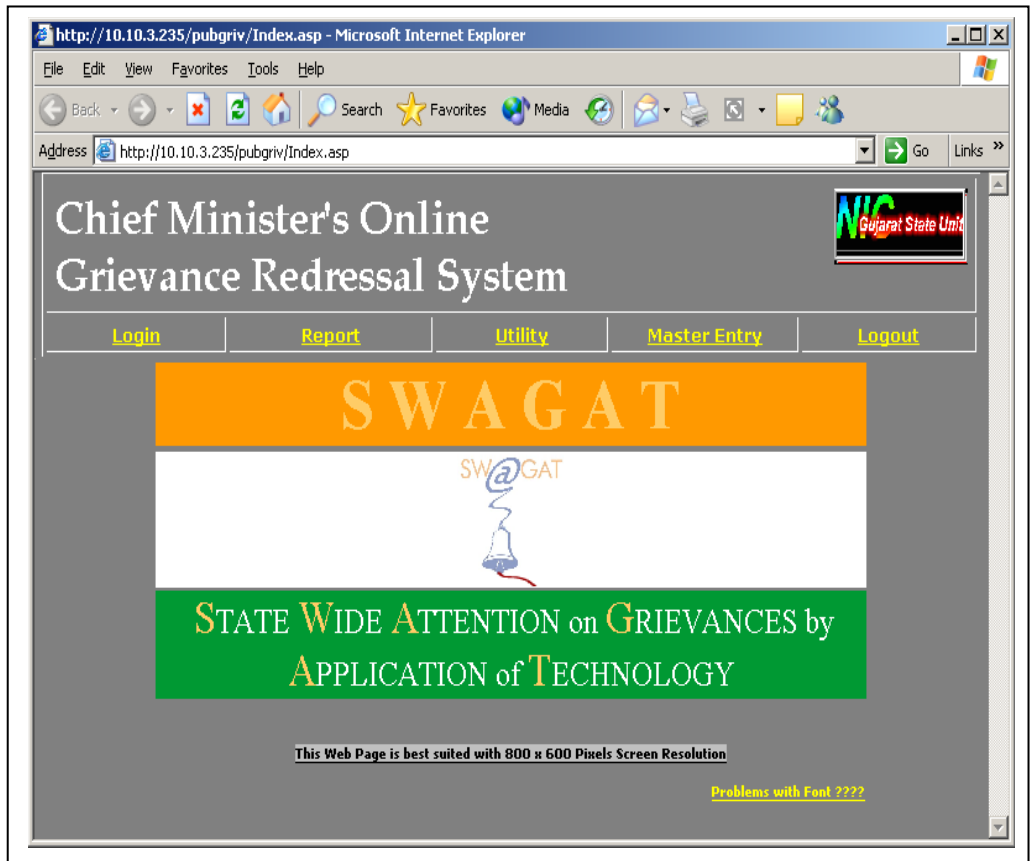 http://10.10.3.235/pubgriv/Index.asp - Microsoft Internet Explorer
File Edit View Favorites Tools Help
Back Search Favorites Media
Address http://10.10.3.235/pubgriv/Index.asp Go Links »
Chief Minister's Online
Grievance Redressal System
NIC
Gujarat State Unit
Login Report Utility Master Entry Logout
S W A G A T
SW@GAT
STATE WIDE ATTENTION on GRIEVANCES by
APPLICATION of TECHNOLOGY
This Web Page is best suited with 800 x 600 Pixels Screen Resolution
Problems with Font ????